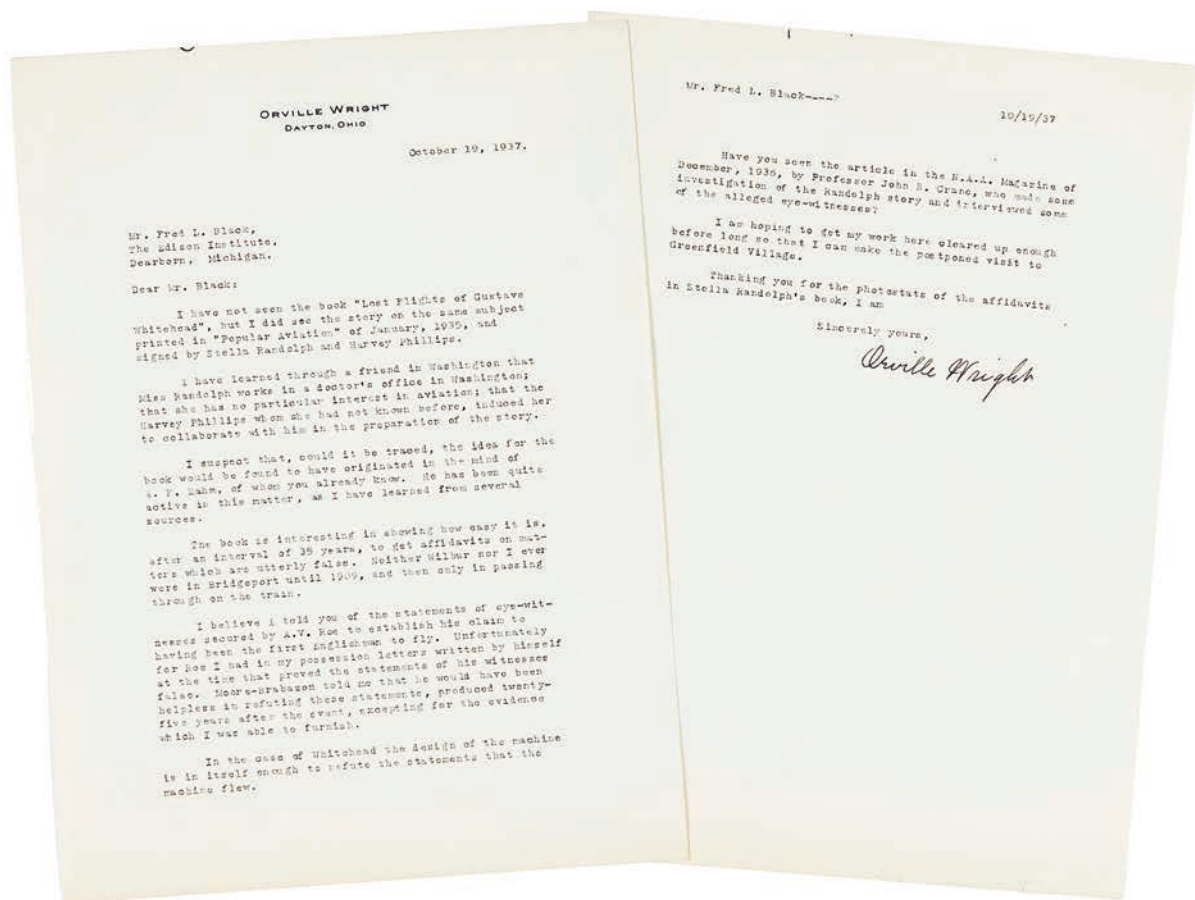 ORVILLE WRIGHT
DAYTON, OHIO
October 19, 1937.
Mr. Fred L. Black,
The Edison Institute,
Dearborn, Michigan.
Dear Mr. Black:
I have not seen the book "Lost Flights of Gustave
Whitehead", but I did see the story on the same subject
printed in "Popular Aviation" of January, 1935, and
signed by Stella Randolph and Harvey Phillips.
I have learned through a friend in Washington that
Miss Randolph works in a doctor's office in Washington;
that she has no particular interest in aviation; that the
Harvey Phillips whom she had not known before, induced her
to collaborate with him in the preparation of the story.
I suspect that, could it be traced, the idea for the
book would be found to have originated in the mind of
A. F. Zahm, of whom you already know. He has been quite
active in this matter, as I have learned from several
sources.
The book is interesting in showing how easy it is,
after an interval of 35 years, to get affidavits on mat-
ters which are utterly false. Neither Wilbur nor I ever
were in Bridgeport until 1909, and then only in passing
through on the train.
I believe I told you of the statements of eye-wit-
nesses secured by A.V. Roe to establish his claim to
having been the first Englishman to fly. Unfortunately
for Roe I had in my possession letters written by himself
at the time that proved the statements of his witnesses
false. Moore-Brabazon told me that he would have been
helpless in refuting these statements, produced twenty-
five years after the event, excepting for the evidence
which I was able to furnish.
In the case of Whitehead the design of the machine
is in itself enough to refute the statements that the
machine flew.
Mr. Fred L. Black----2
10/19/37
Have you seen the article in the N.A.A. Magazine of
December, 1936, by Professor John B. Crane, who made some
investigation of the Randolph story and interviewed some
of the alleged eye-witnesses?
I am hoping to get my work here cleared up enough
before long so that I can make the postponed visit to
Greenfield Village.
Thanking you for the photostats of the affidavits
in Stella Randolph's book, I am
Sincerely yours,
Orville Wright